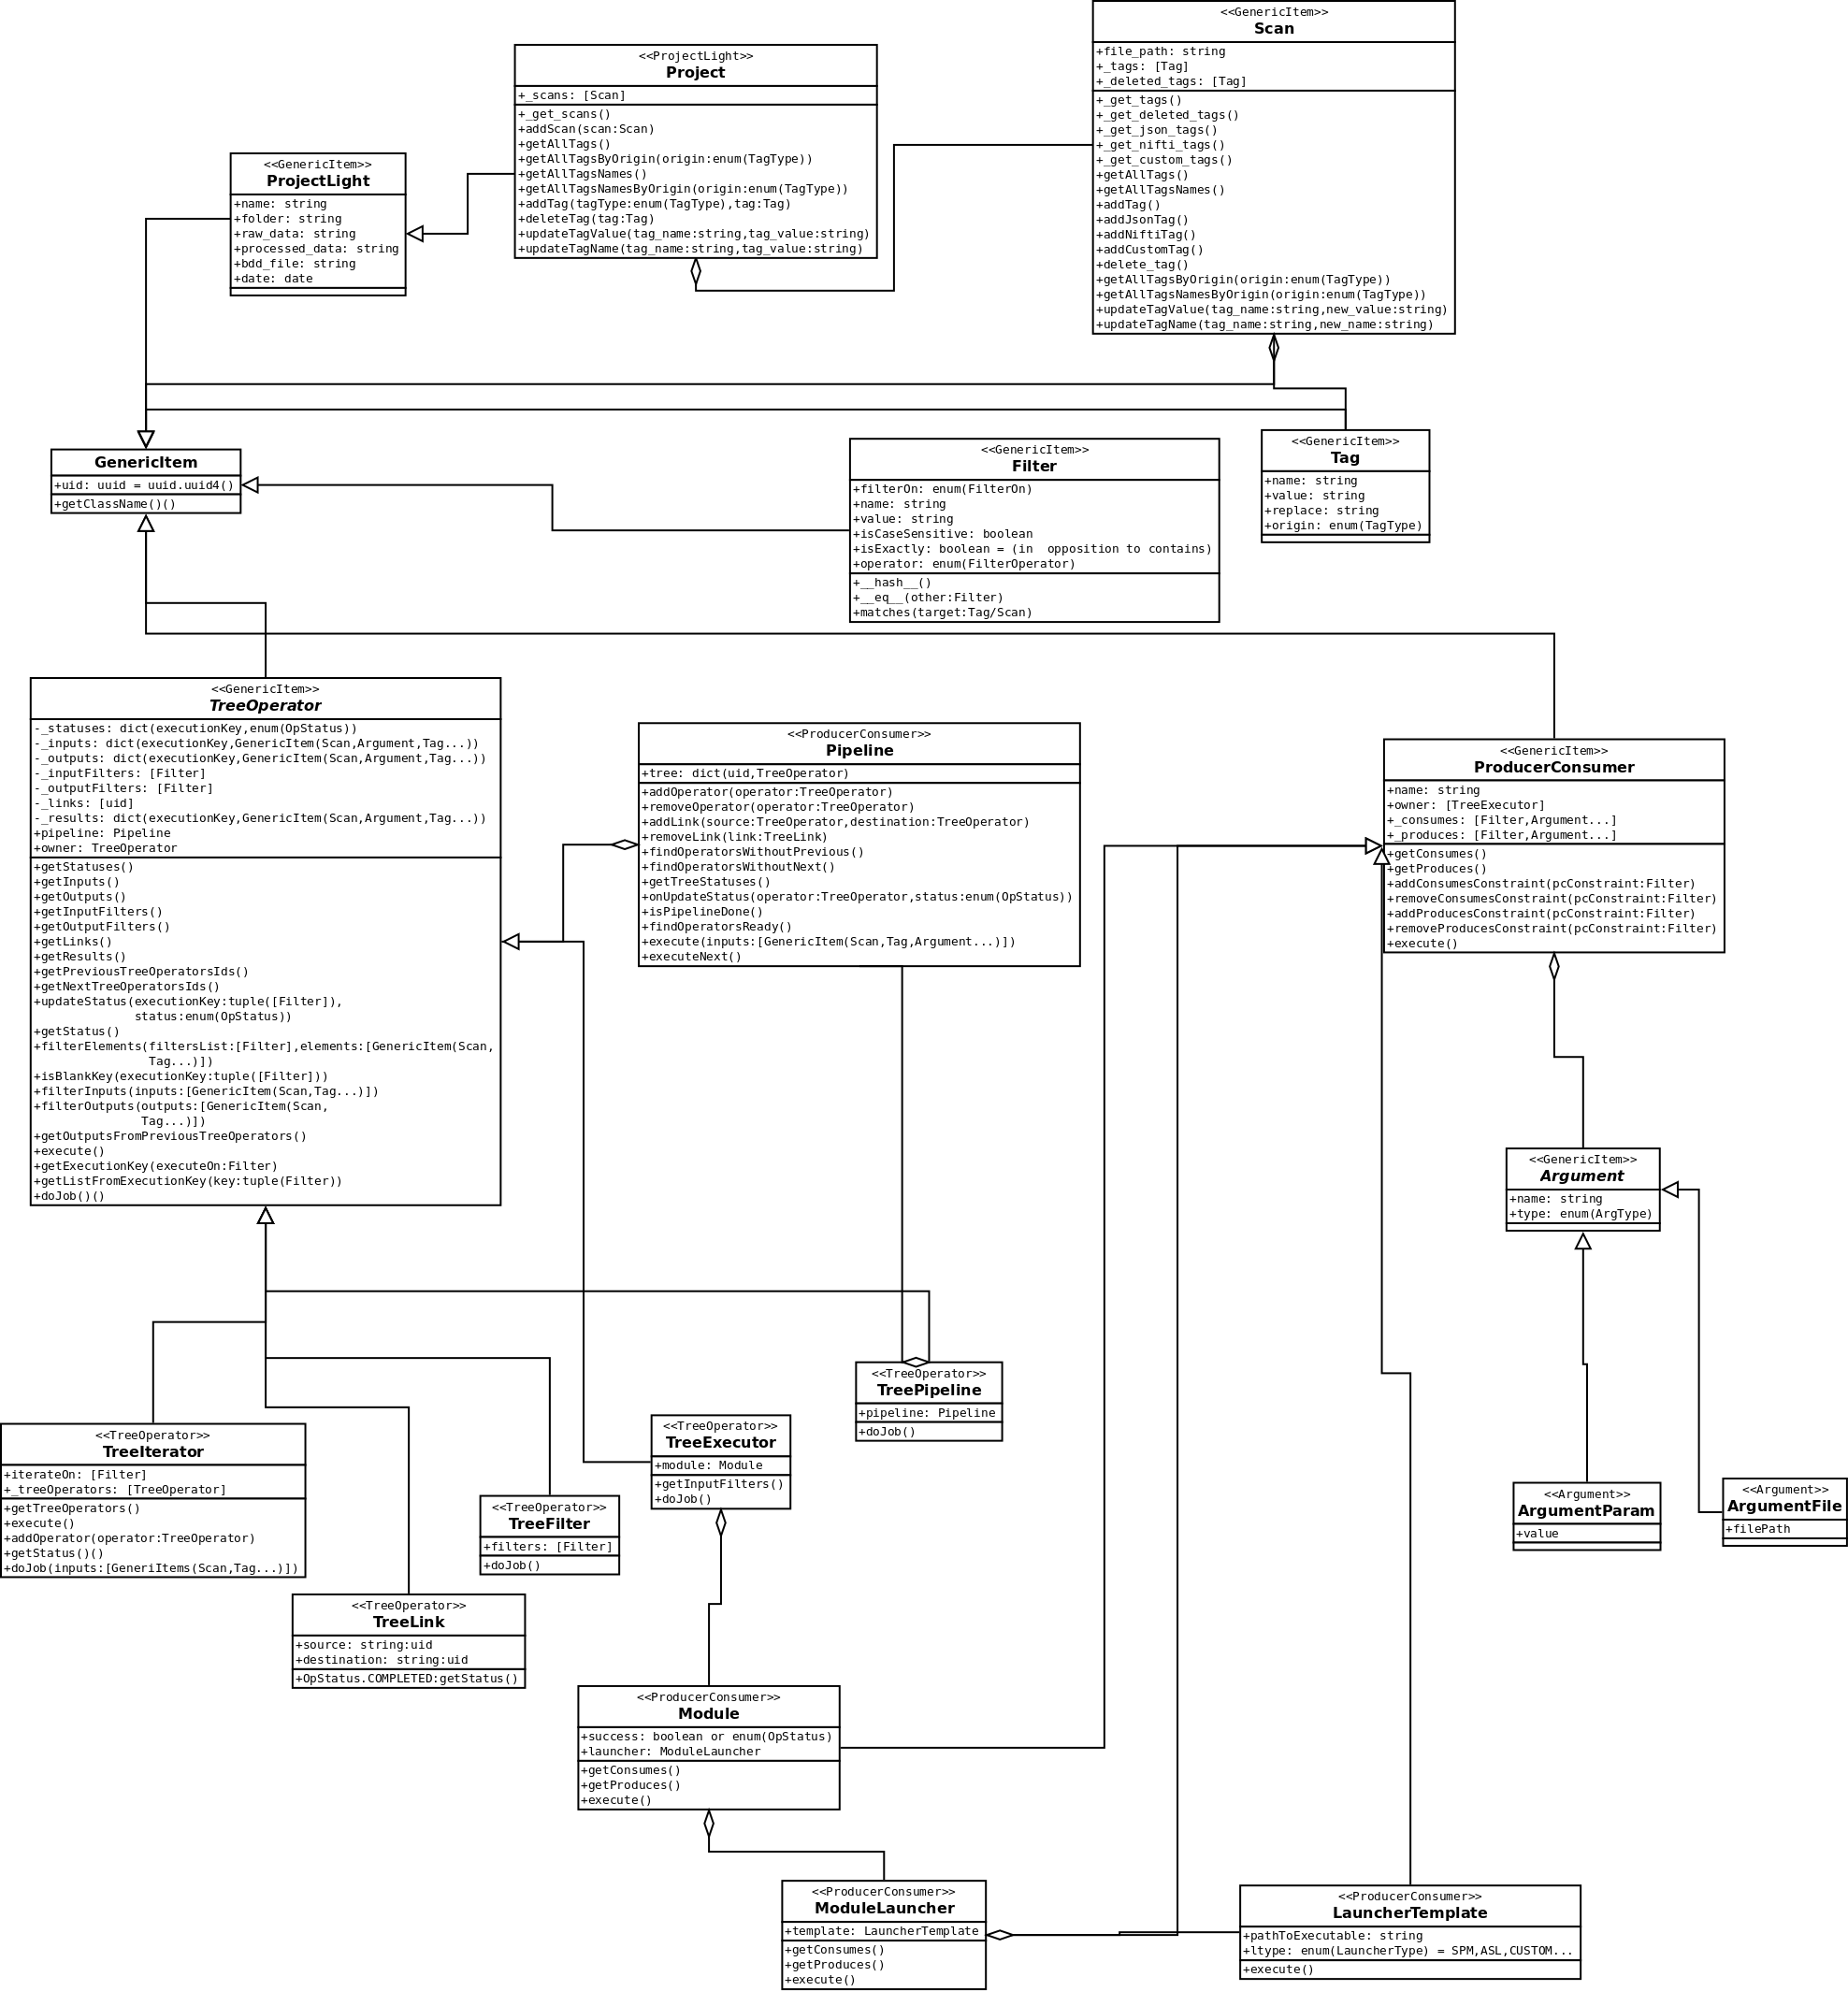 <<GenericItem>>
Scan
+file_path: string
+_tags: [Tag]
+_deleted_tags: [Tag]
+_get_tags()
+_get_deleted_tags()
+_get_json_tags()
+_get_nifti_tags()
+_get_custom_tags()
+getAllTags()
+getAllTagsNames()
+addTag()
+addJsonTag()
+addNiftiTag()
+addCustomTag()
+delete_tag()
+getAllTagsByOrigin(origin:enum(TagType))
+getAllTagsNamesByOrigin(origin:enum(TagType))
+updateTagValue(tag_name:string,new_value:string)
+updateTagName(tag_name:string,new_name:string)
<<ProjectLight>>
Project
+_scans: [Scan]
+_get_scans()
+addScan(scan:Scan)
+getAllTags()
+getAllTagsByOrigin(origin:enum(TagType))
+getAllTagsNames()
+getAllTagsNamesByOrigin(origin:enum(TagType))
+addTag(tagType:enum(TagType),tag:Tag)
+deleteTag(tag:Tag)
+updateTagValue(tag_name:string,tag_value:string)
+updateTagName(tag_name:string,tag_value:string)
<<GenericItem>>
ProjectLight
+name: string
+folder: string
+raw_data: string
+processed_data: string
+bdd_file: string
+date: date
GenericItem
+uid: uuid = uuid.uuid4()
+getClassName()()
<<GenericItem>>
Filter
+filterOn: enum(FilterOn)
+name: string
+value: string
+isCaseSensitive: boolean
+isExactly: boolean = (in  opposition to contains)
+operator: enum(FilterOperator)
+__hash__()
+__eq__(other:Filter)
+matches(target:Tag/Scan)
<<GenericItem>>
Tag
+name: string
+value: string
+replace: string
+origin: enum(TagType)
<<GenericItem>>
TreeOperator
-_statuses: dict(executionKey,enum(OpStatus))
-_inputs: dict(executionKey,GenericItem(Scan,Argument,Tag...))
-_outputs: dict(executionKey,GenericItem(Scan,Argument,Tag...))
-_inputFilters: [Filter]
-_outputFilters: [Filter]
-_links: [uid]
-_results: dict(executionKey,GenericItem(Scan,Argument,Tag...))
+pipeline: Pipeline
+owner: TreeOperator
+getStatuses()
+getInputs()
+getOutputs()
+getInputFilters()
+getOutputFilters()
+getLinks()
+getResults()
+getPreviousTreeOperatorsIds()
+getNextTreeOperatorsIds()
+updateStatus(executionKey:tuple([Filter]),
status:enum(OpStatus))
+getStatus()
+filterElements(filtersList:[Filter],elements:[GenericItem(Scan,
Tag...)])
+isBlankKey(executionKey:tuple([Filter]))
+filterInputs(inputs:[GenericItem(Scan,Tag...)])
+filterOutputs(outputs:[GenericItem(Scan,
Tag...)])
+getOutputsFromPreviousTreeOperators()
+execute()
+getExecutionKey(executeOn:Filter)
+getListFromExecutionKey(key:tuple(Filter))
+doJob()()
<<ProducerConsumer>>
Pipeline
+tree: dict(uid,TreeOperator)
+addOperator(operator:TreeOperator)
+removeOperator(operator:TreeOperator)
+addLink(source:TreeOperator,destination:TreeOperator)
+removeLink(link:TreeLink)
+findOperatorsWithoutPrevious()
+findOperatorsWithoutNext()
+getTreeStatuses()
+onUpdateStatus(operator:TreeOperator,status:enum(OpStatus))
+isPipelineDone()
+findOperatorsReady()
+execute(inputs:[GenericItem(Scan,Tag,Argument...)])
+executeNext()
<<GenericItem>>
ProducerConsumer
+name: string
+owner: [TreeExecutor]
+_consumes: [Filter,Argument...]
+_produces: [Filter,Argument...]
+getConsumes()
+getProduces()
+addConsumesConstraint(pcConstraint:Filter)
+removeConsumesConstraint(pcConstraint:Filter)
+addProducesConstraint(pcConstraint:Filter)
+removeProducesConstraint(pcConstraint:Filter)
+execute()
<<GenericItem>>
Argument
+name: string
+type: enum(ArgType)
<<TreeOperator>>
TreePipeline
+pipeline: Pipeline
+doJob()
<<TreeOperator>>
TreeIterator
+iterateOn: [Filter]
+_treeOperators: [TreeOperator]
+getTreeOperators()
+execute()
+addOperator(operator:TreeOperator)
+getStatus()()
+doJob(inputs:[GeneriItems(Scan,Tag...)])
<<TreeOperator>>
TreeExecutor
+module: Module
+getInputFilters()
+doJob()
<<TreeOperator>>
TreeFilter
+filters: [Filter]
+doJob()
<<Argument>>
ArgumentParam
+value
<<Argument>>
ArgumentFile
+filePath
<<TreeOperator>>
TreeLink
+source: string:uid
+destination: string:uid
+OpStatus.COMPLETED:getStatus()
<<ProducerConsumer>>
Module
+success: boolean or enum(OpStatus)
+launcher: ModuleLauncher
+getConsumes()
+getProduces()
+execute()
<<ProducerConsumer>>
ModuleLauncher
+template: LauncherTemplate
+getConsumes()
+getProduces()
+execute()
<<ProducerConsumer>>
LauncherTemplate
+pathToExecutable: string
+ltype: enum(LauncherType) = SPM,ASL,CUSTOM...
+execute()